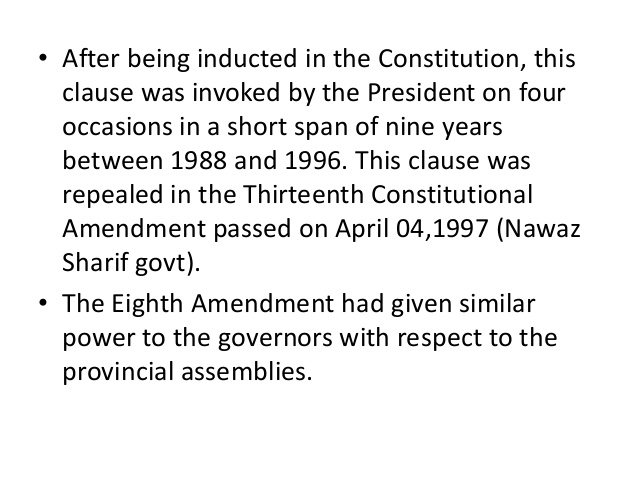 • After being inducted in the Constitution, this
clause was invoked by the President on four
occasions in a short span of nine years
between 1988 and 1996. This clause was
repealed in the Thirteenth Constitutional
Amendment passed on April 04,1997 (Nawaz
Sharif govt).
• The Eighth Amendment had given similar
power to the governors with respect to the
provincial assemblies.